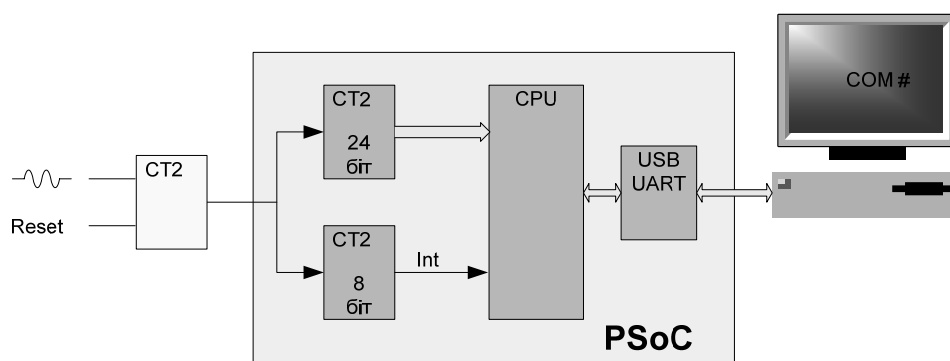 CT2
Reset
CT2
24
біт
CT2
8
біт
Int
CPU
USB
UART
PSoC
COM #